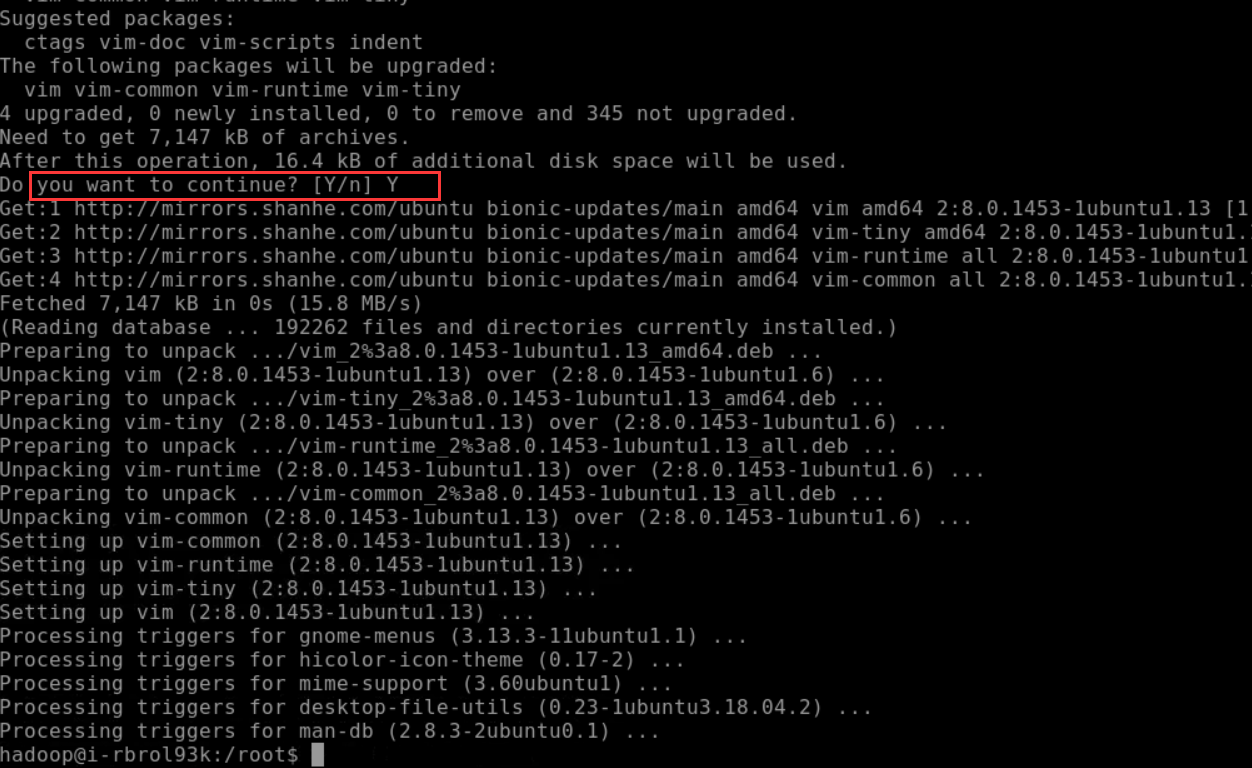 Suggested packages:
  ctags vim-doc vim-scripts indent
The following packages will be upgraded:
  vim vim-common vim-runtime vim-tiny
4 upgraded, 0 newly installed, 0 to remove and 345 not upgraded.
Need to get 7,147 kB of archives.
After this operation, 16.4 kB of additional disk space will be used.
Do you want to continue? [Y/n] Y
Get:1 http://mirrors.shanhe.com/ubuntu bionic-updates/main amd64 vim amd64 2:8.0.1453-1ubuntu1.13 [1
Get:2 http://mirrors.shanhe.com/ubuntu bionic-updates/main amd64 vim-tiny amd64 2:8.0.1453-1ubuntu1.
Get:3 http://mirrors.shanhe.com/ubuntu bionic-updates/main amd64 vim-runtime all 2:8.0.1453-1ubuntu1
Get:4 http://mirrors.shanhe.com/ubuntu bionic-updates/main amd64 vim-common all 2:8.0.1453-1ubuntu1.
Fetched 7,147 kB in 0s (15.8 MB/s)
(Reading database ... 192262 files and directories currently installed.)
Preparing to unpack .../vim_2%3a8.0.1453-1ubuntu1.13_amd64.deb ...
Unpacking vim (2:8.0.1453-1ubuntu1.13) over (2:8.0.1453-1ubuntu1.6) ...
Preparing to unpack .../vim-tiny_2%3a8.0.1453-1ubuntu1.13_amd64.deb ...
Unpacking vim-tiny (2:8.0.1453-1ubuntu1.13) over (2:8.0.1453-1ubuntu1.6) ...
Preparing to unpack .../vim-runtime_2%3a8.0.1453-1ubuntu1.13_all.deb ...
Unpacking vim-runtime (2:8.0.1453-1ubuntu1.13) over (2:8.0.1453-1ubuntu1.6) ...
Preparing to unpack .../vim-common_2%3a8.0.1453-1ubuntu1.13_all.deb ...
Unpacking vim-common (2:8.0.1453-1ubuntu1.13) over (2:8.0.1453-1ubuntu1.6) ...
Setting up vim-common (2:8.0.1453-1ubuntu1.13) ...
Setting up vim-runtime (2:8.0.1453-1ubuntu1.13) ...
Setting up vim-tiny (2:8.0.1453-1ubuntu1.13) ...
Setting up vim (2:8.0.1453-1ubuntu1.13) ...
Processing triggers for gnome-menus (3.13.3-11ubuntu1.1) ...
Processing triggers for hicolor-icon-theme (0.17-2) ...
Processing triggers for mime-support (3.60ubuntu1) ...
Processing triggers for desktop-file-utils (0.23-1ubuntu3.18.04.2) ...
Processing triggers for man-db (2.8.3-2ubuntu0.1) ...
hadoop@i-rbrol93k:/root$